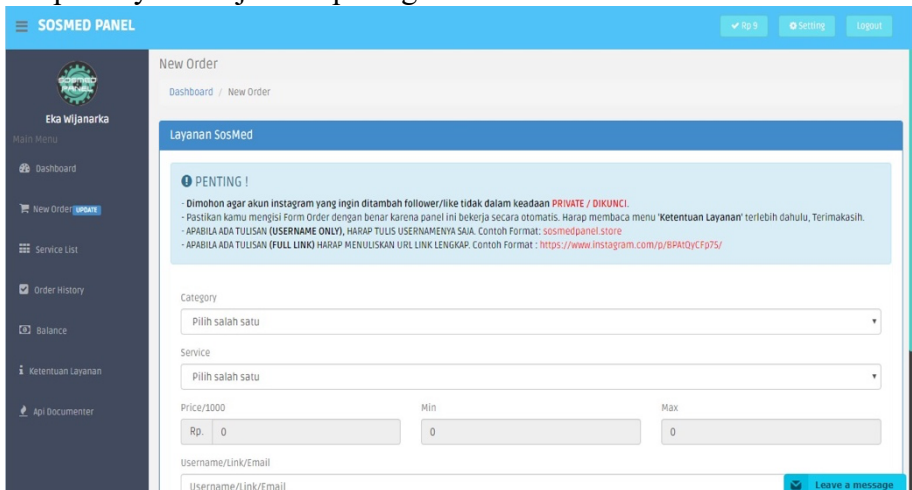 SOSMED PANEL
Rp 9
Setting
Logout
SOSMED
PANEL
Eka Wijanarka
Main Menu
Dashboard
New Order UPDATE
Service List
Order History
Balance
Ketentuan Layanan
Api Documenter
New Order
Dashboard / New Order
Layanan SosMed
PENTING !
- Dimohon agar akun instagram yang ingin ditambah follower/like tidak dalam keadaan PRIVATE / DIKUNCI.
- Pastikan kamu mengisi Form Order dengan benar karena panel ini bekerja secara otomatis. Harap membaca menu 'Ketentuan Layanan' terlebih dahulu, Terimakasih.
- APABILA ADA TULISAN (USERNAME ONLY), HARAP TULIS USERNAMENYA SAJA. Contoh Format: sosmedpanel.store
- APABILA ADA TULISAN (FULL LINK) HARAP MENULISKAN URL LINK LENGKAP. Contoh Format : https://www.instagram.com/p/BPAtQyCFp75/
Category
Pilih salah satu
Service
Pilih salah satu
Price/1000
Min
Max
Rp. 0
0
0
Username/Link/Email
Username/Link/Email
Leave a message